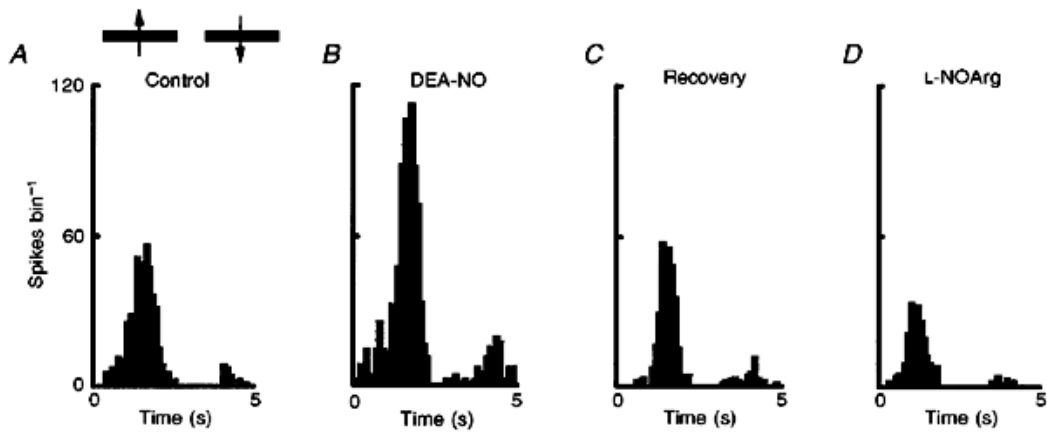 A
Control
B
DEA-NO
C
Recovery
D
L-NOArg
Spikes bin⁻¹
120
60
0
0
5
Time (s)
0
5
Time (s)
0
5
Time (s)
0
5
Time (s)